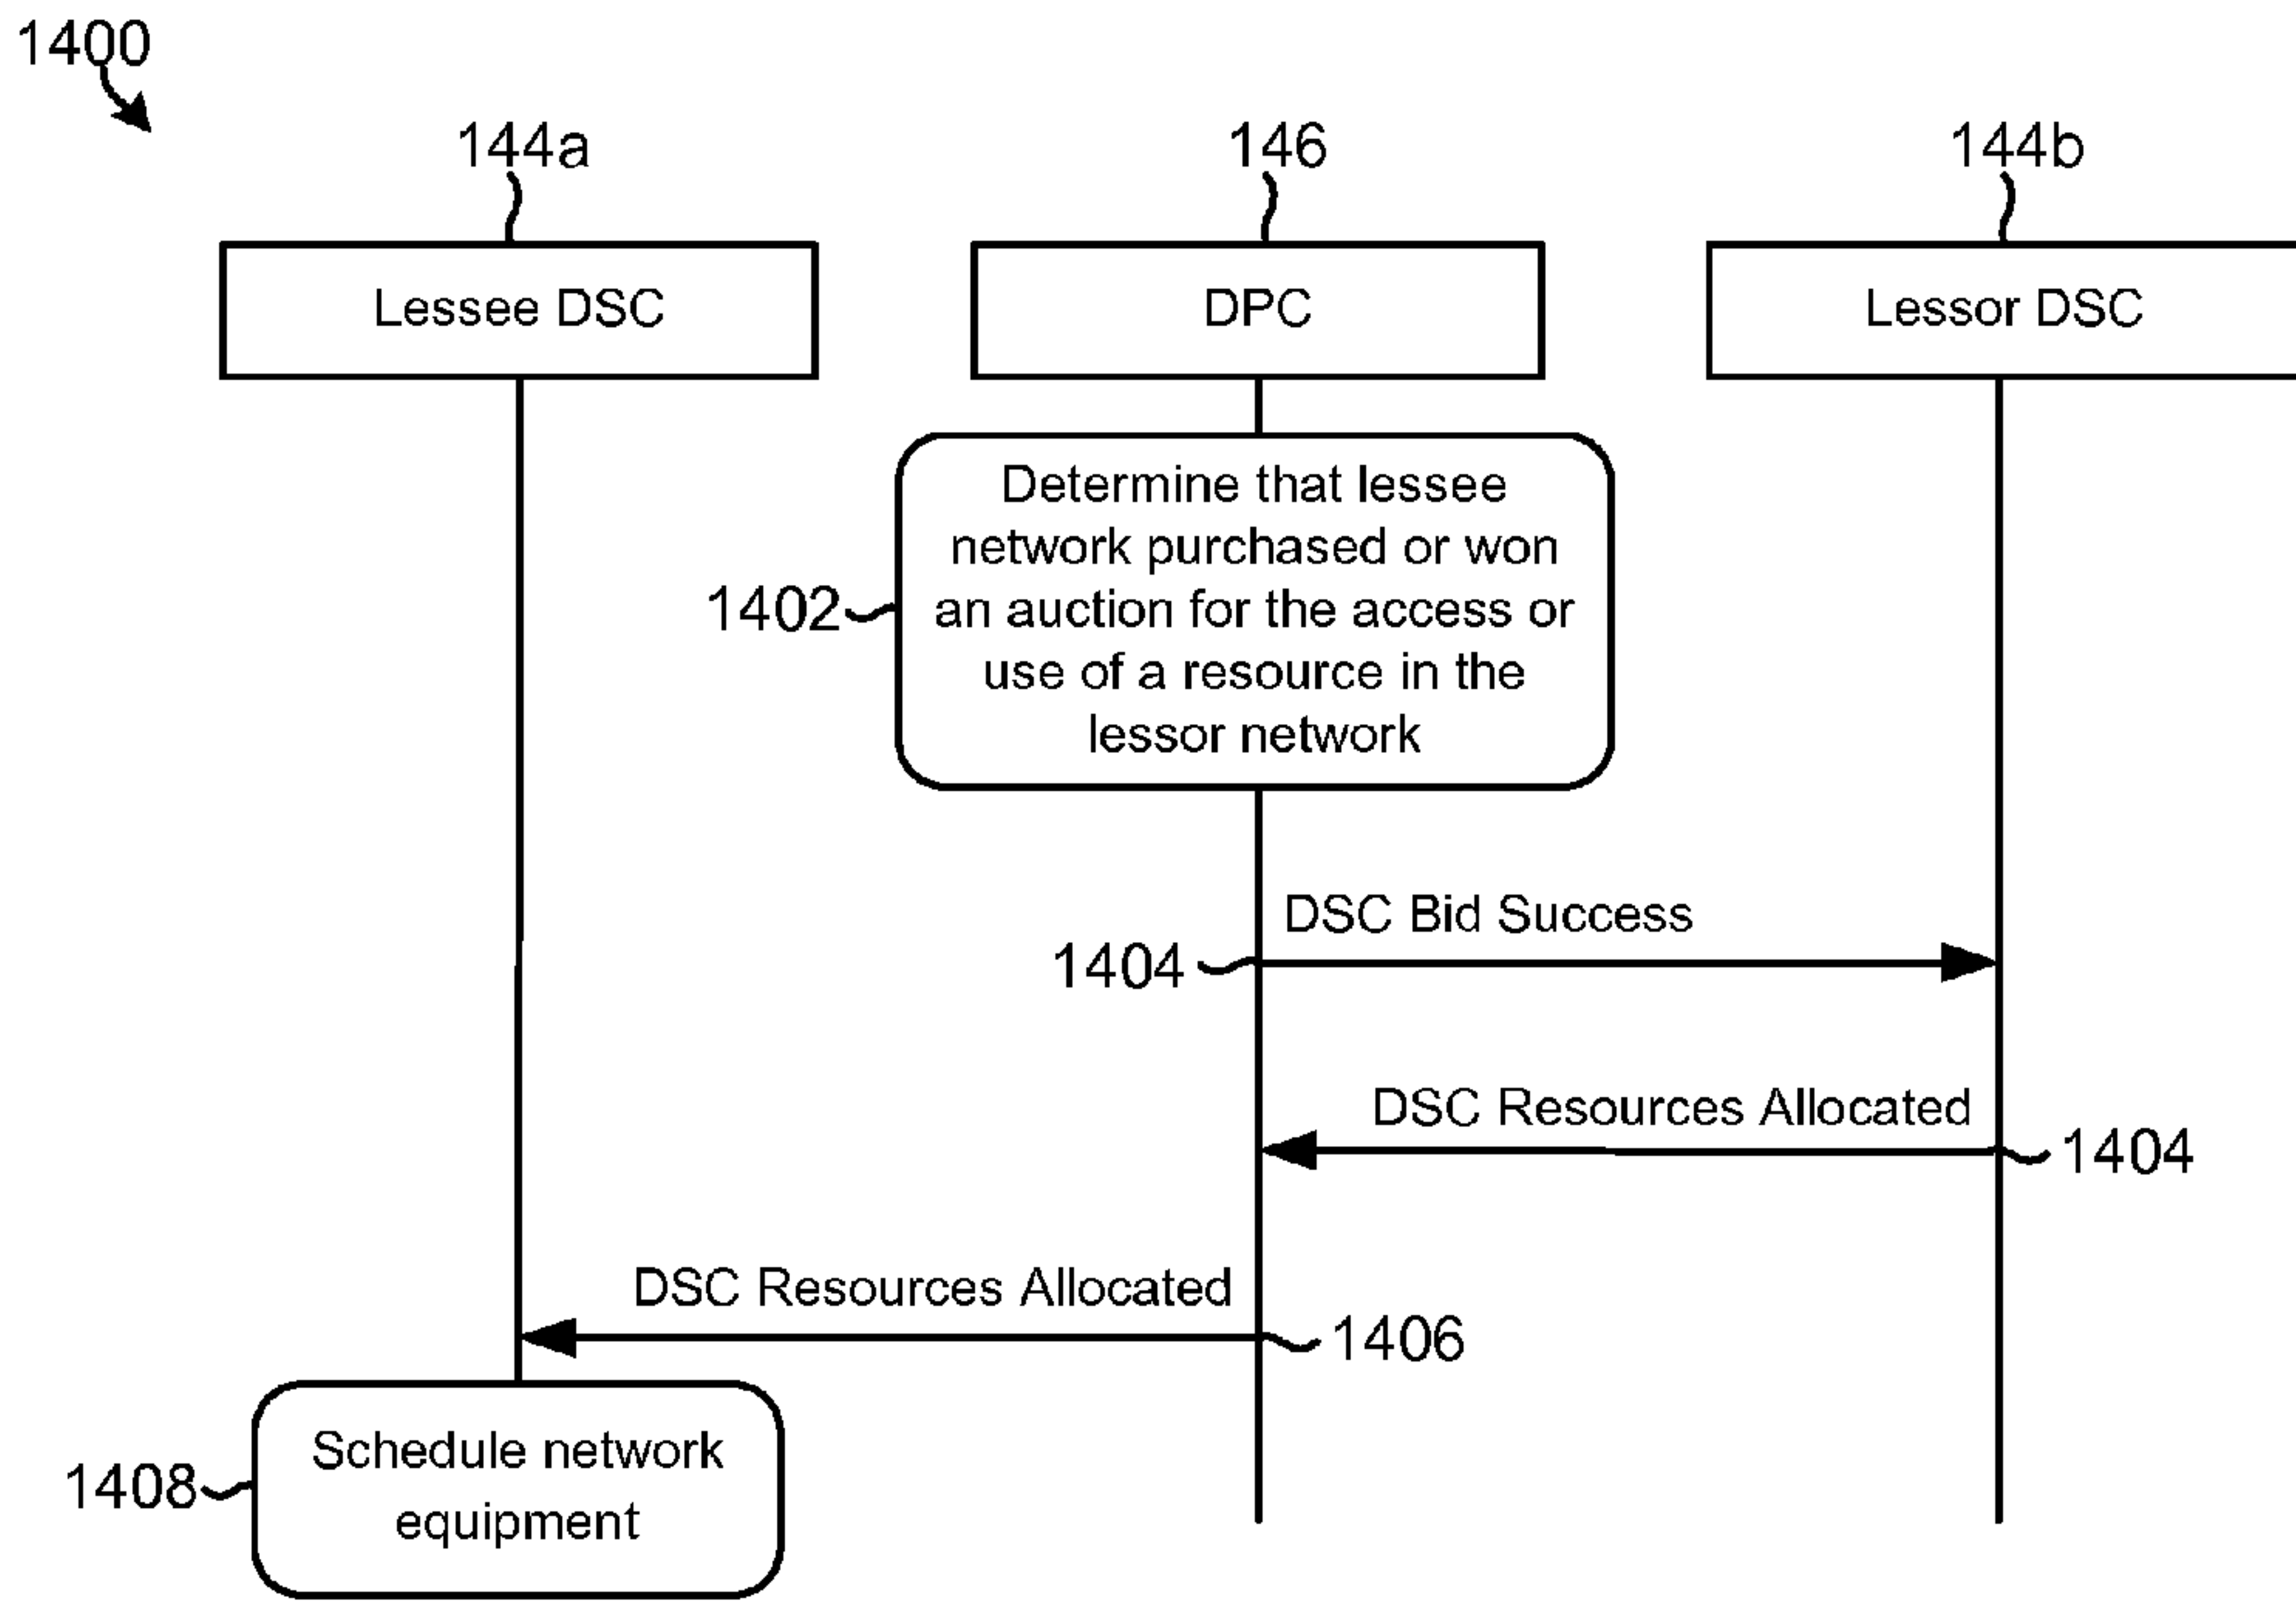 1400
144a
146
144b
Lessee DSC
DPC
Lessor DSC
Determine that lessee
network purchased or won
an auction for the access or
use of a resource in the
lessor network
1402
DSC Bid Success
1404
DSC Resources Allocated
1404
DSC Resources Allocated
1406
Schedule network
equipment
1408